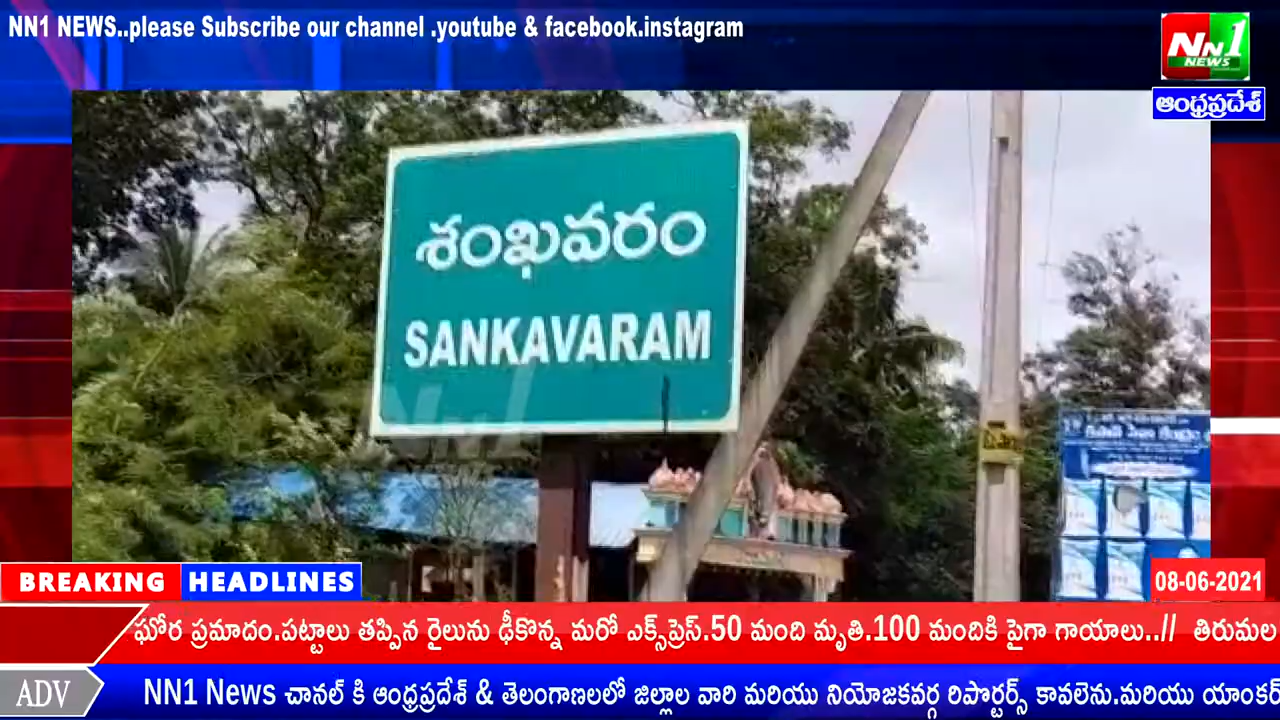 NN1 NEWS..please Subscribe our channel .youtube & facebook.instagram
NN1
NEWS
ఆంధ్రప్రదేశ్
శంఖవరం
SANKAVARAM
NN1
BREAKING HEADLINES
08-06-2021
ఘోర ప్రమాదం.పట్టాలు తప్పిన రైలును ఢీకొన్న మరో ఎక్స్‌ప్రెస్.50 మంది మృతి.100 మందికి పైగా గాయాలు..// తిరుమల
ADV NN1 News చానల్ కి ఆంధ్రప్రదేశ్ & తెలంగాణలలో జిల్లాల వారి మరియు నియోజకవర్గ రిపొర్టర్స్ కావలెను.మరియు యాంకర్